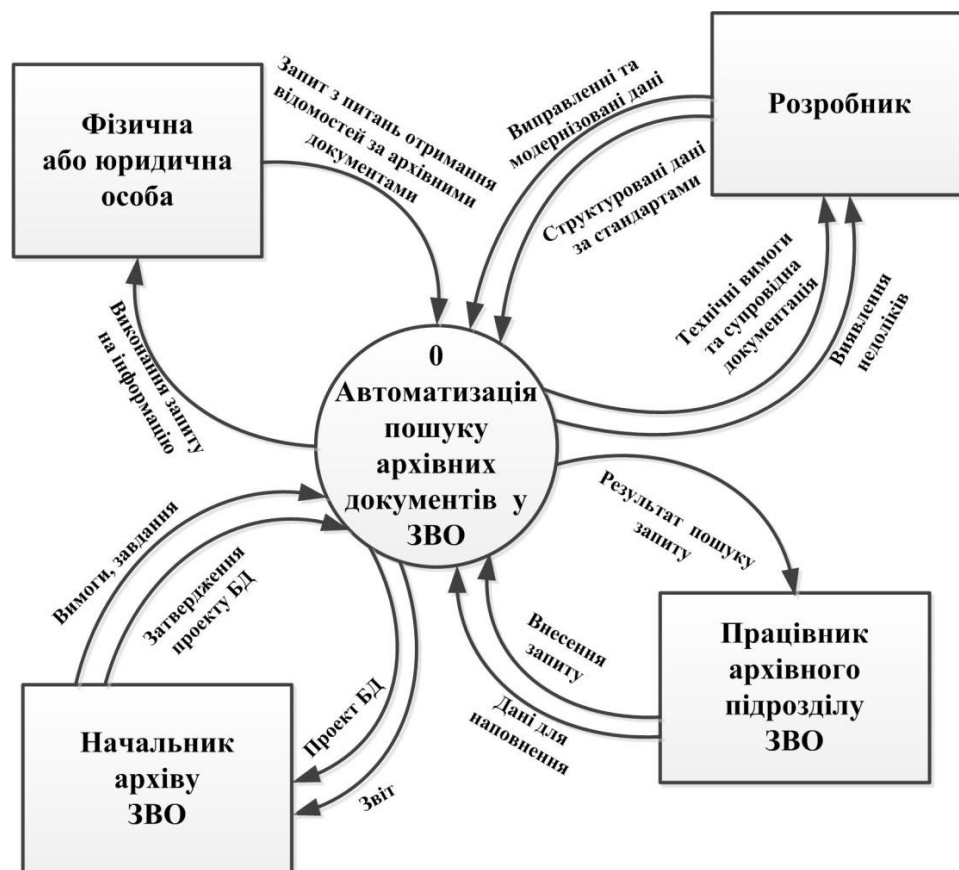 Фізична
або юридична
особа
Запит з питань отримання
відомостей за архівними
документами
Виправленні та
модернізовані дані
Структуровані дані
за стандартами
Розробник
Технічні вимоги
та супровідна
документація
Виявлення
недоліків
Виконання запиту
на інформацію
0
Автоматизація
пошуку
архівних
документів у
ЗВО
Результат пошуку
запиту
Вимоги, завдання
Затвердження
проекту БД
Проект БД
Звіт
Внесення
запиту
Дані для
наповнення
Начальник
архіву
ЗВО
Працівник
архівного
підрозділу
ЗВО